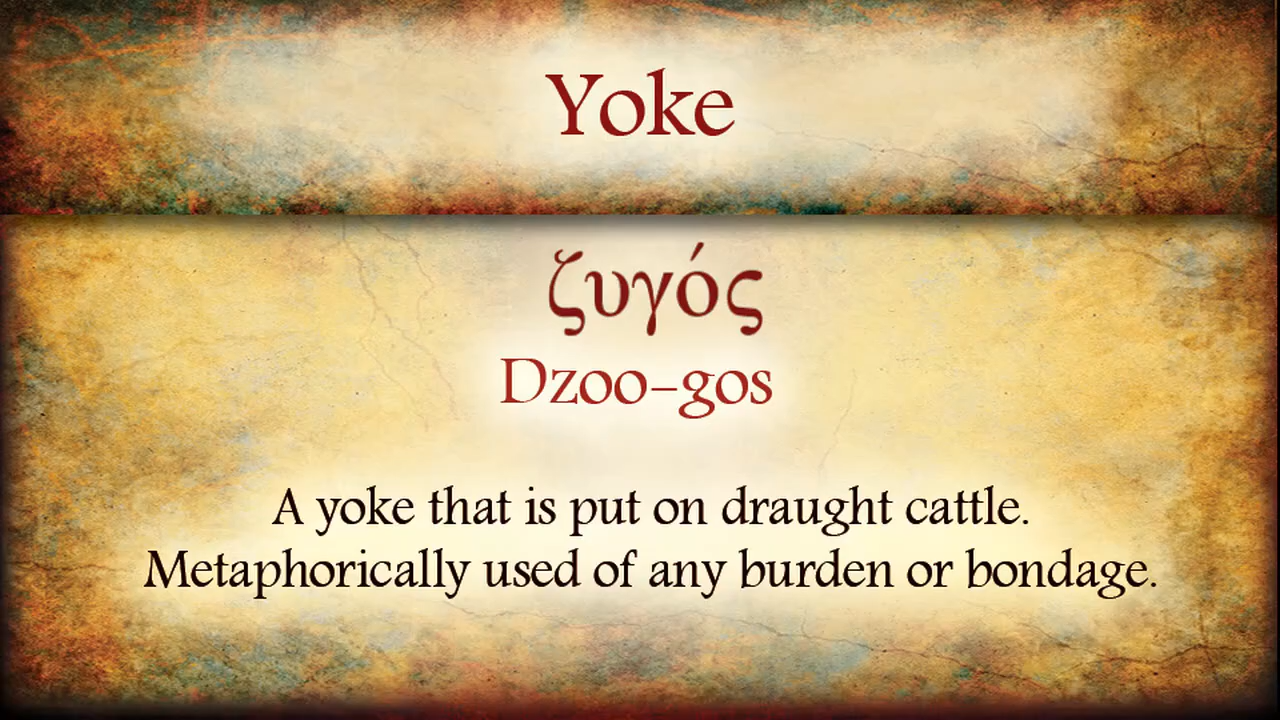 Yoke
ζυγός
Dzoo-gos
A yoke that is put on draught cattle.
Metaphorically used of any burden or bondage.